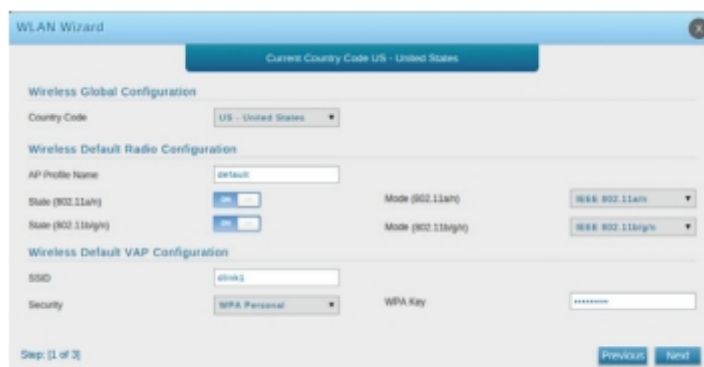 WLAN Wizard
X
Current Country Code US - United States
Wireless Global Configuration
Country Code US - United States
Wireless Default Radio Configuration
AP Profile Name default
State (802.11a/n) ON Mode (802.11a/n) IEEE 802.11a/n
State (802.11b/g/n) ON Mode (802.11b/g/n) IEEE 802.11b/g/n
Wireless Default VAP Configuration
SSID dlink1
Security WPA Personal WPA Key
Step: [1 of 3] Previous Next